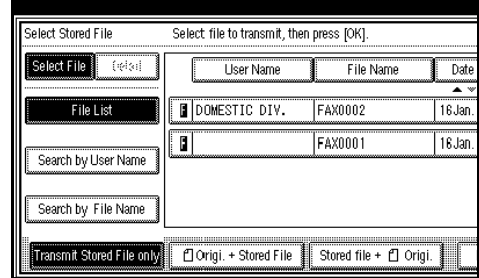 Select Stored File
Select file to transmit, then press [OK].
Select File
Detail
User Name
File Name
Date
File List
DOMESTIC DIV.
FAX0002
16Jan.
FAX0001
16Jan.
Search by User Name
Search by File Name
Transmit Stored File only
Origi. + Stored File
Stored file + Origi.